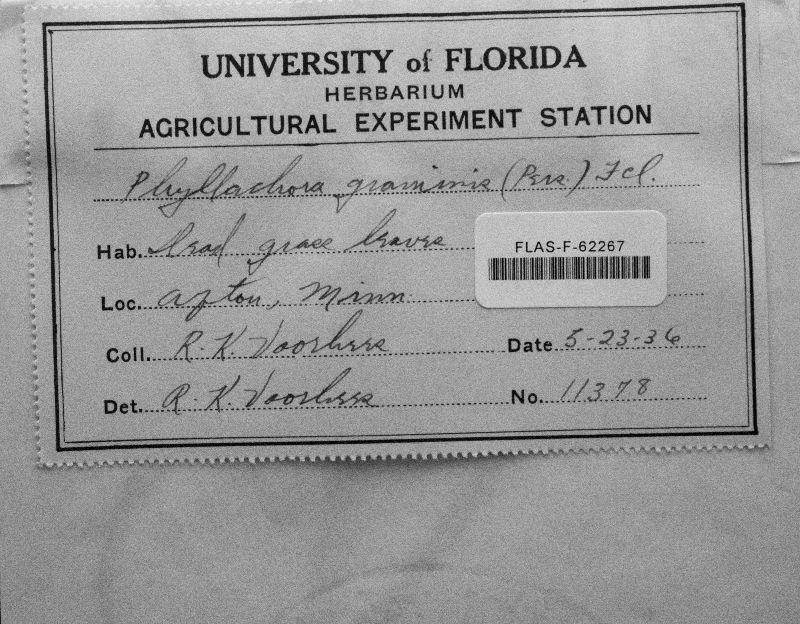 UNIVERSITY of FLORIDA
HERBARIUM
AGRICULTURAL EXPERIMENT STATION
Phyllachora graminis (Pers.) Fcl.
Hab. Dead grass leaves
FLAS-F-62267
Loc. Afton, Minn.
Coll. R. K. Voorhees Date 5-23-36
Det. R. K. Voorhees No. 11378